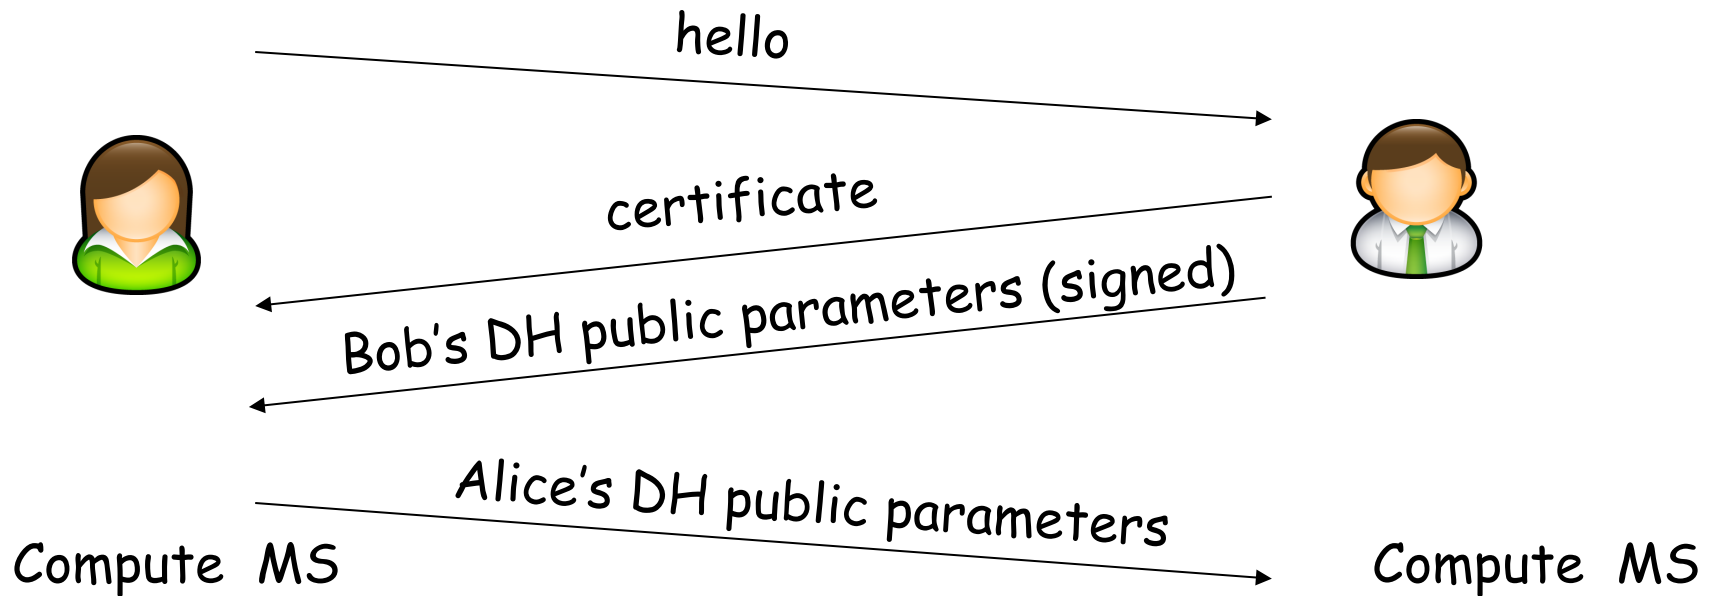 hello
certificate
Bob's DH public parameters (signed)
Alice's DH public parameters
Compute MS
Compute MS